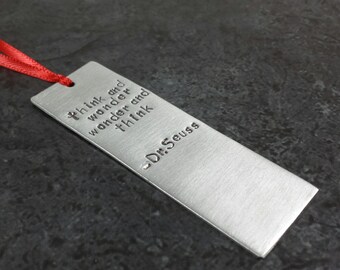 think and
wonder
wonder and
think
~Dr.Seuss